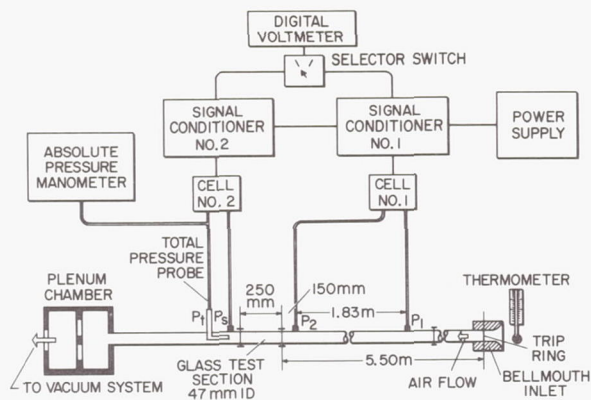 DIGITAL
VOLTMETER
SELECTOR SWITCH
SIGNAL
CONDITIONER
NO.2
SIGNAL
CONDITIONER
NO.1
POWER
SUPPLY
ABSOLUTE
PRESSURE
MANOMETER
CELL
NO. 2
CELL
NO.1
TOTAL
PRESSURE
PROBE
PLENUM
CHAMBER
250
mm
150mm
1.83m
THERMOMETER
Pt
Ps
P2
P1
5.50m
TO VACUUM SYSTEM
GLASS TEST
SECTION
47mm ID
AIR FLOW
TRIP
RING
BELLMOUTH
INLET